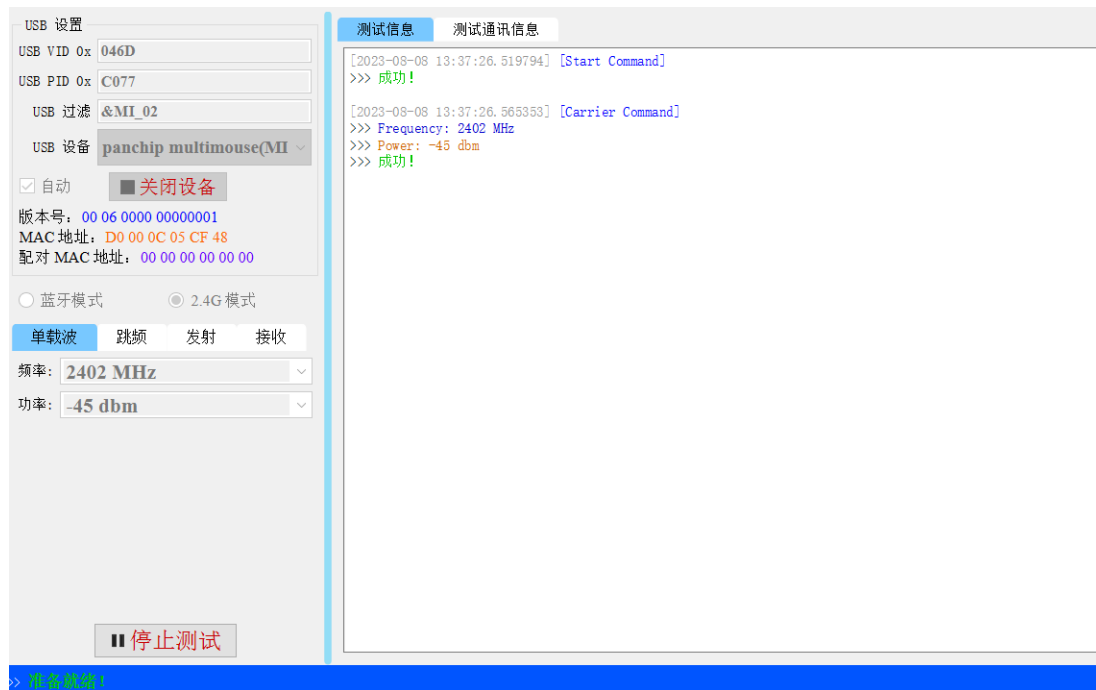 USB 设置
USB VID 0x 046D
USB PID 0x C077
USB 过滤 &MI_02
USB 设备 panchip multimouse(MI
自动 关闭设备
版本号: 00 06 0000 00000001
MAC 地址: D0 00 0C 05 CF 48
配对 MAC 地址: 00 00 00 00 00 00
蓝牙模式 2.4G 模式
单载波 跳频 发射 接收
频率: 2402 MHz
功率: -45 dbm
停止测试
测试信息 测试通讯信息
[2023-08-08 13:37:26.519794] [Start Command]
>>> 成功!
[2023-08-08 13:37:26.565353] [Carrier Command]
>>> Frequency: 2402 MHz
>>> Power: -45 dbm
>>> 成功!
>> 准备就绪!